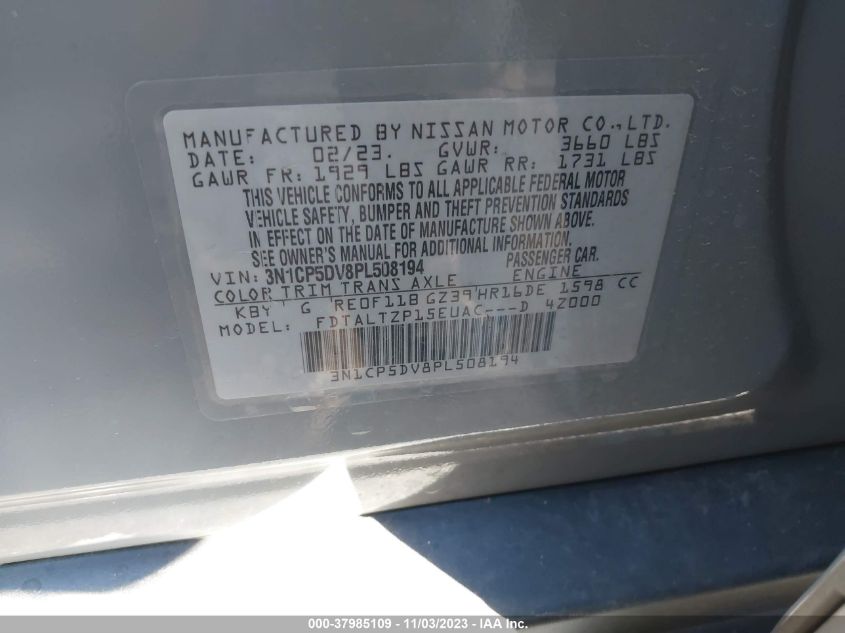 MANUFACTURED BY NISSAN MOTOR CO., LTD.
DATE: 02/23. GVWR: 3660 LBS
GAWR FR: 1929 LBS GAWR RR: 1731 LBS
THIS VEHICLE CONFORMS TO ALL APPLICABLE FEDERAL MOTOR
VEHICLE SAFETY, BUMPER AND THEFT PREVENTION STANDARDS
IN EFFECT ON THE DATE OF MANUFACTURE SHOWN ABOVE.
SEE OWNER'S MANUAL FOR ADDITIONAL INFORMATION.
VIN: 3N1CP5DV8PL508194 PASSENGER CAR.
COLOR TRIM TRANS AXLE ENGINE
KBY G RE0F11B GZ39 HR16DE 1598 CC
MODEL: FDTALTZP15EUAC---D 4Z000
3N1CP5DV8PL508194
000-37985109 - 11/03/2023 - IAA Inc.